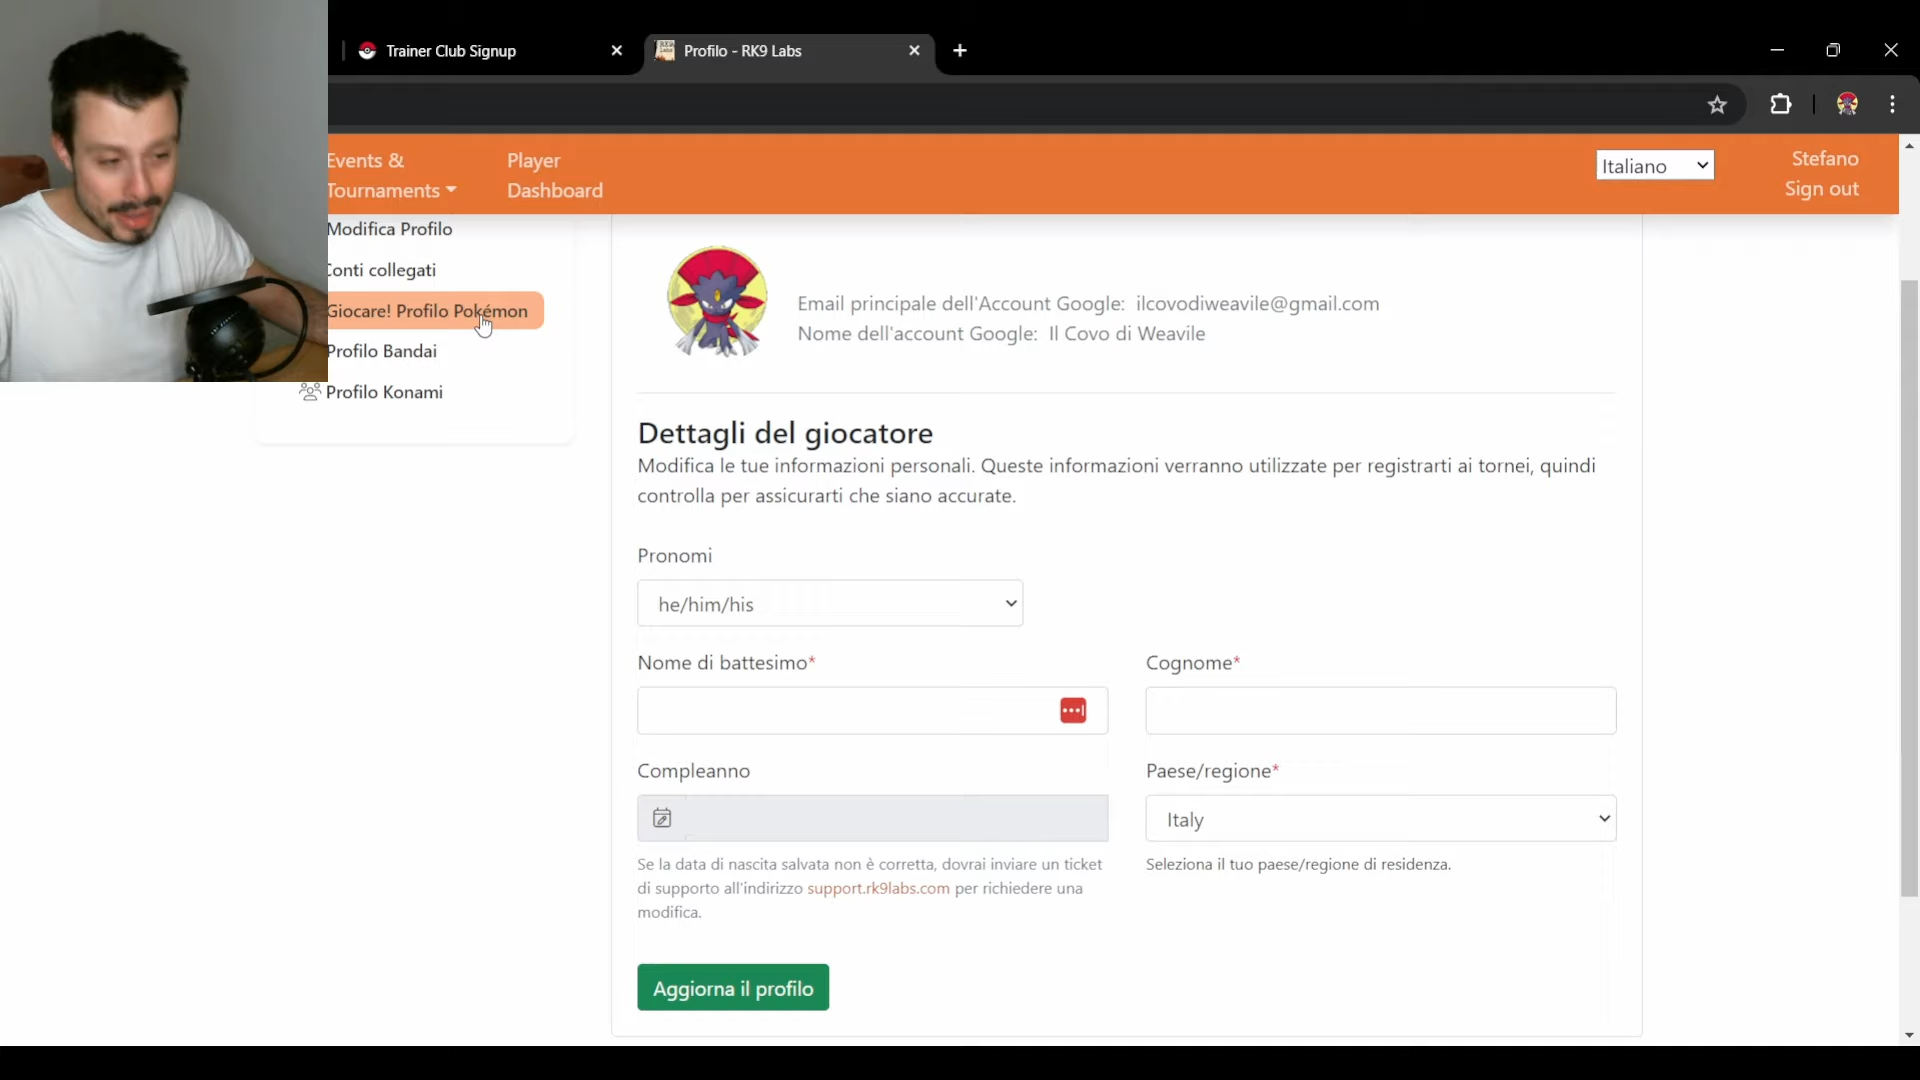 Trainer Club Signup
Profilo - RK9 Labs
Events &
Tournaments
Player
Dashboard
Italiano
Stefano
Sign out
Modifica Profilo
Conti collegati
Giocare! Profilo Pokémon
Profilo Bandai
Profilo Konami
Email principale dell'Account Google: ilcovodiweavile@gmail.com
Nome dell'account Google: Il Covo di Weavile
Dettagli del giocatore
Modifica le tue informazioni personali. Queste informazioni verranno utilizzate per registrarti ai tornei, quindi
controlla per assicurarti che siano accurate.
Pronomi
he/him/his
Nome di battesimo*
Cognome*
Compleanno
Paese/regione*
Italy
Se la data di nascita salvata non è corretta, dovrai inviare un ticket
di supporto all'indirizzo support.rk9labs.com per richiedere una
modifica.
Seleziona il tuo paese/regione di residenza.
Aggiorna il profilo